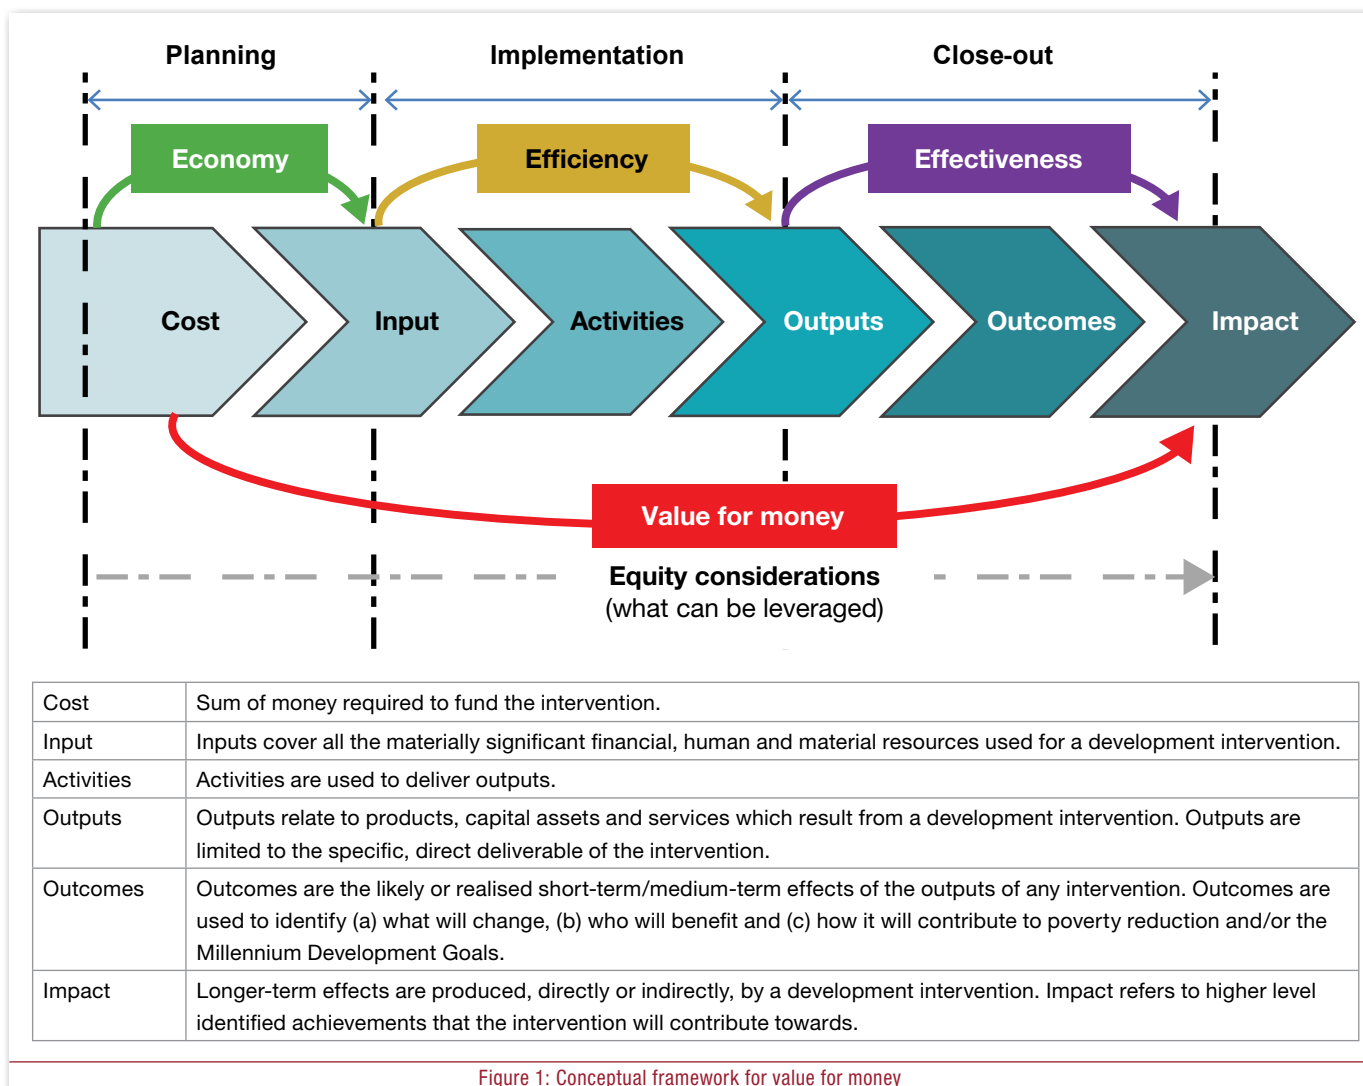 Planning
Implementation
Close-out
Economy
Efficiency
Effectiveness
Cost
Input
Activities
Outputs
Outcomes
Impact
Value for money
Equity considerations
(what can be leveraged)
Cost
Sum of money required to fund the intervention.
Input
Inputs cover all the materially significant financial, human and material resources used for a development intervention.
Activities
Activities are used to deliver outputs.
Outputs
Outputs relate to products, capital assets and services which result from a development intervention. Outputs are
limited to the specific, direct deliverable of the intervention.
Outcomes
Outcomes are the likely or realised short-term/medium-term effects of the outputs of any intervention. Outcomes are
used to identify (a) what will change, (b) who will benefit and (c) how it will contribute to poverty reduction and/or the
Millennium Development Goals.
Impact
Longer-term effects are produced, directly or indirectly, by a development intervention. Impact refers to higher level
identified achievements that the intervention will contribute towards.
Figure 1: Conceptual framework for value for money